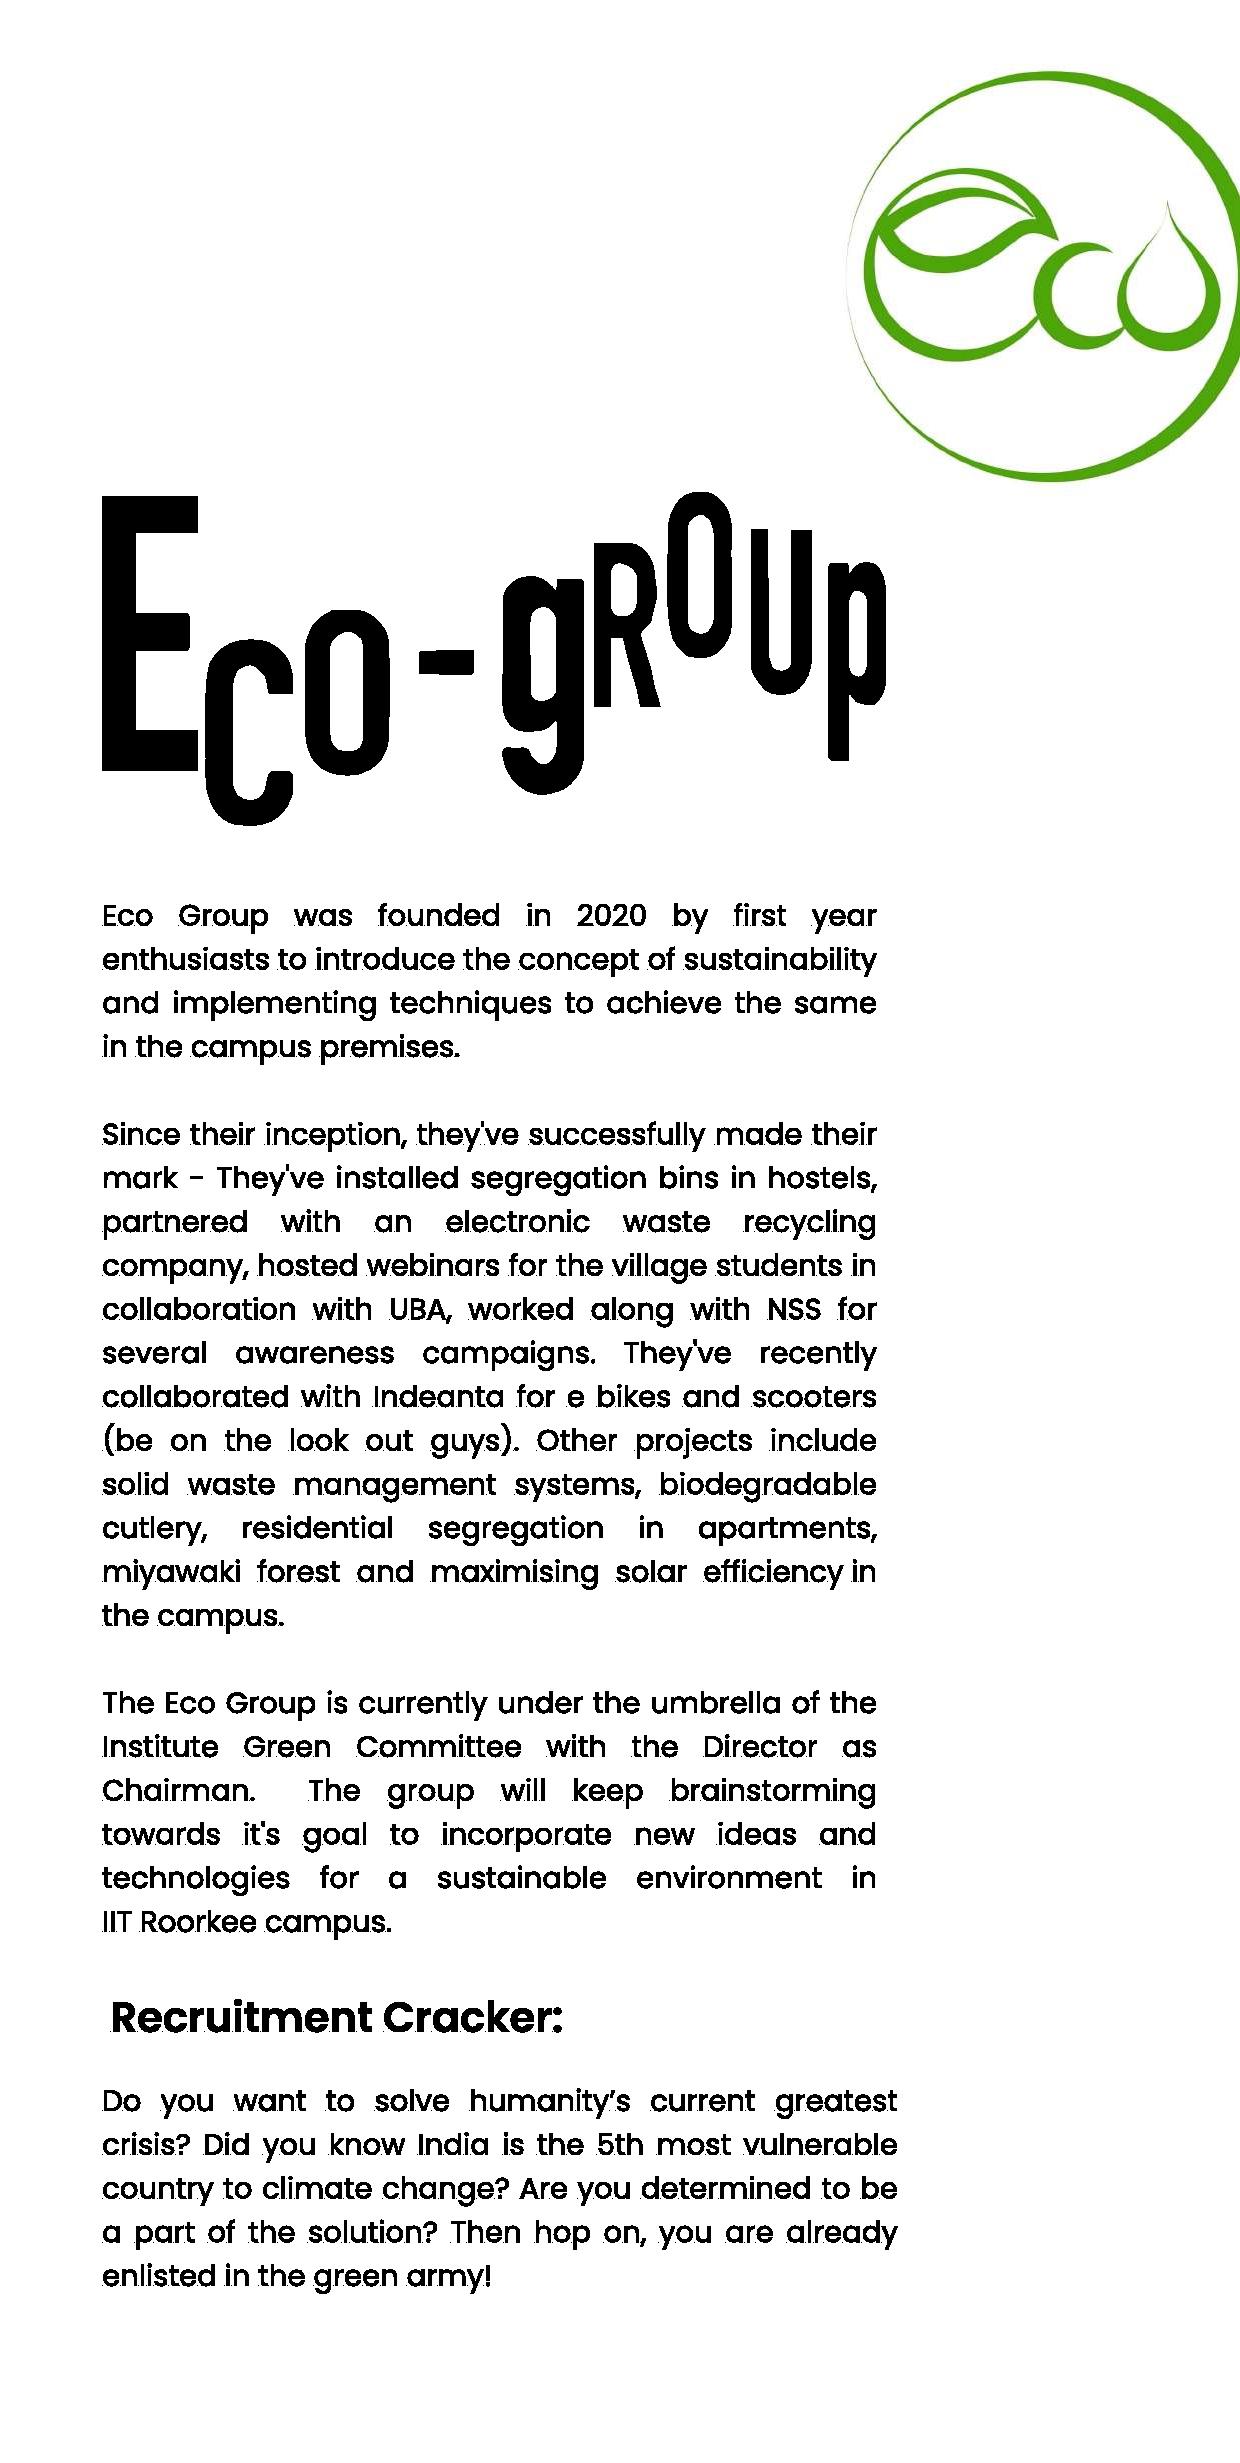 eco
Eco-gROUp
Eco Group was founded in 2020 by first year
enthusiasts to introduce the concept of sustainability
and implementing techniques to achieve the same
in the campus premises.
Since their inception, they've successfully made their
mark - They've installed segregation bins in hostels,
partnered with an electronic waste recycling
company, hosted webinars for the village students in
collaboration with UBA, worked along with NSS for
several awareness campaigns. They've recently
collaborated with Indeanta for e bikes and scooters
(be on the look out guys). Other projects include
solid waste management systems, biodegradable
cutlery, residential segregation in apartments,
miyawaki forest and maximising solar efficiency in
the campus.
The Eco Group is currently under the umbrella of the
Institute Green Committee with the Director as
Chairman. The group will keep brainstorming
towards it's goal to incorporate new ideas and
technologies for a sustainable environment in
IIT Roorkee campus.
Recruitment Cracker:
Do you want to solve humanity’s current greatest
crisis? Did you know India is the 5th most vulnerable
country to climate change? Are you determined to be
a part of the solution? Then hop on, you are already
enlisted in the green army!